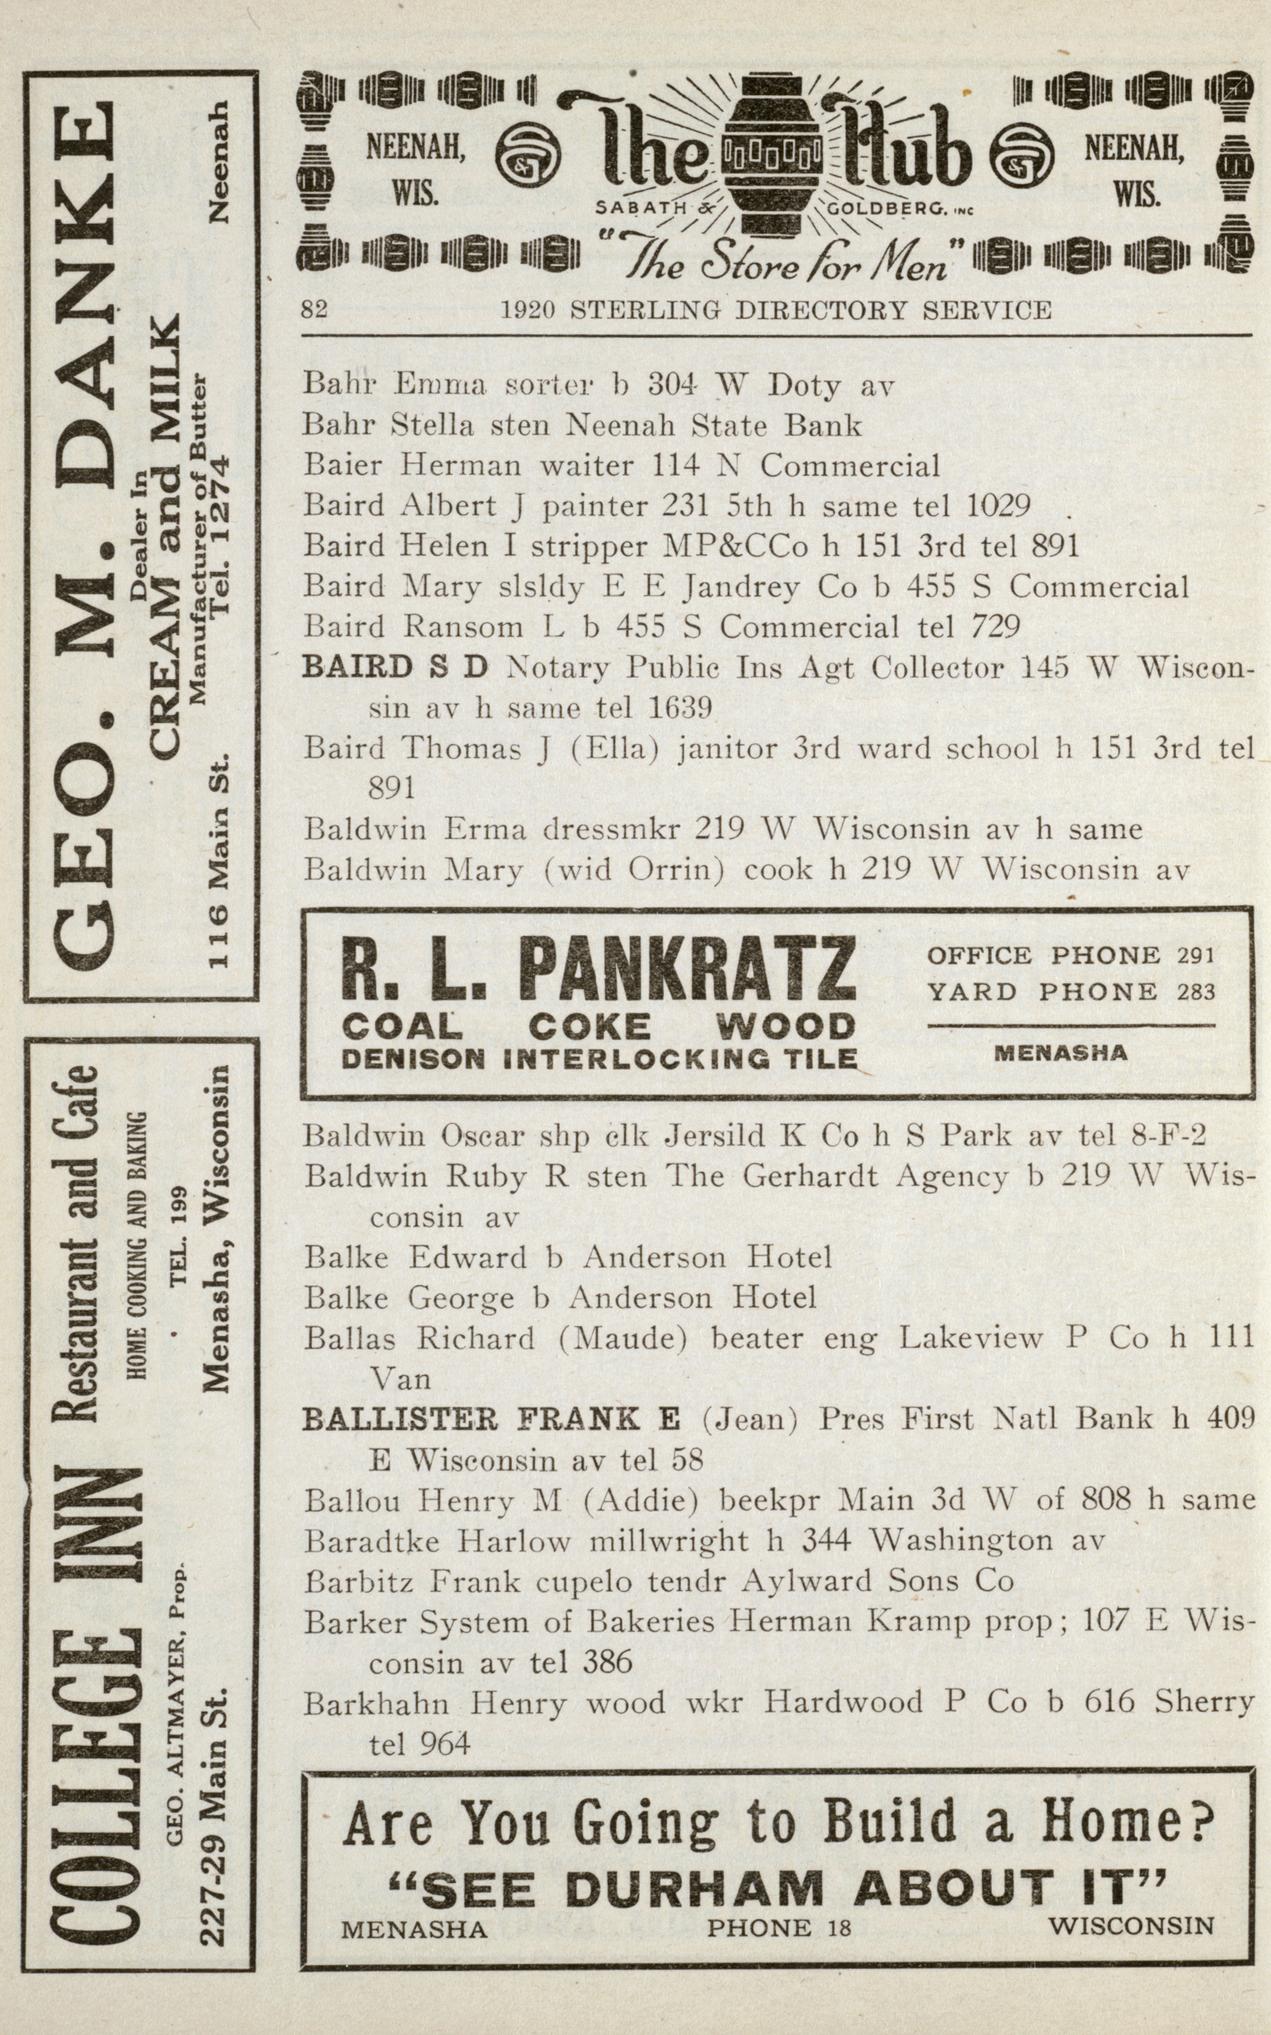 NEENAH,
WIS.
S&G
The Hub
SABATH & GOLDBERG, INC
"The Store for Men"
S&G
NEENAH,
WIS.
82 1920 STERLING DIRECTORY SERVICE
Bahr Emma sorter b 304 W Doty av
Bahr Stella sten Neenah State Bank
Baier Herman waiter 114 N Commercial
Baird Albert J painter 231 5th h same tel 1029
Baird Helen I stripper MP&CCo h 151 3rd tel 891
Baird Mary slsldy E E Jandrey Co b 455 S Commercial
Baird Ransom L b 455 S Commercial tel 729
BAIRD S D Notary Public Ins Agt Collector 145 W Wiscon-
sin av h same tel 1639
Baird Thomas J (Ella) janitor 3rd ward school h 151 3rd tel
891
Baldwin Erma dressmkr 219 W Wisconsin av h same
Baldwin Mary (wid Orrin) cook h 219 W Wisconsin av
R. L. PANKRATZ
COAL COKE WOOD
DENISON INTERLOCKING TILE
OFFICE PHONE 291
YARD PHONE 283
MENASHA
Baldwin Oscar shp clk Jersild K Co h S Park av tel 8-F-2
Baldwin Ruby R sten The Gerhardt Agency b 219 W Wis-
consin av
Balke Edward b Anderson Hotel
Balke George b Anderson Hotel
Ballas Richard (Maude) beater eng Lakeview P Co h 111
Van
BALLISTER FRANK E (Jean) Pres First Natl Bank h 409
E Wisconsin av tel 58
Ballou Henry M (Addie) beekpr Main 3d W of 808 h same
Baradtke Harlow millwright h 344 Washington av
Barbitz Frank cupelo tendr Aylward Sons Co
Barker System of Bakeries Herman Kramp prop; 107 E Wis-
consin av tel 386
Barkhahn Henry wood wkr Hardwood P Co b 616 Sherry
tel 964
Are You Going to Build a Home?
"SEE DURHAM ABOUT IT"
MENASHA PHONE 18 WISCONSIN
GEO. M. DANKE
Dealer In
CREAM and MILK
Manufacturer of Butter
116 Main St. Tel. 1274 Neenah
COLLEGE INN Restaurant and Cafe
HOME COOKING AND BAKING
GEO. ALTMAYER, Prop. TEL. 199
227-29 Main St. Menasha, Wisconsin